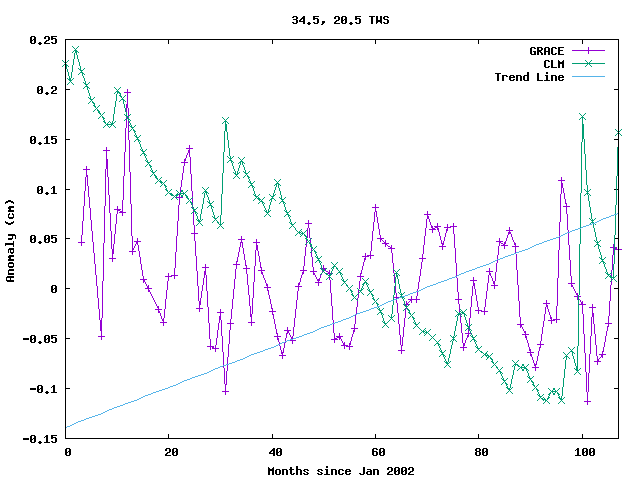 34.5, 20.5 TWS
GRACE
CLM
Trend Line
0.25
0.2
0.15
0.1
0.05
0
-0.05
-0.1
-0.15
Anomaly (cm)
0 20 40 60 80 100
Months since Jan 2002